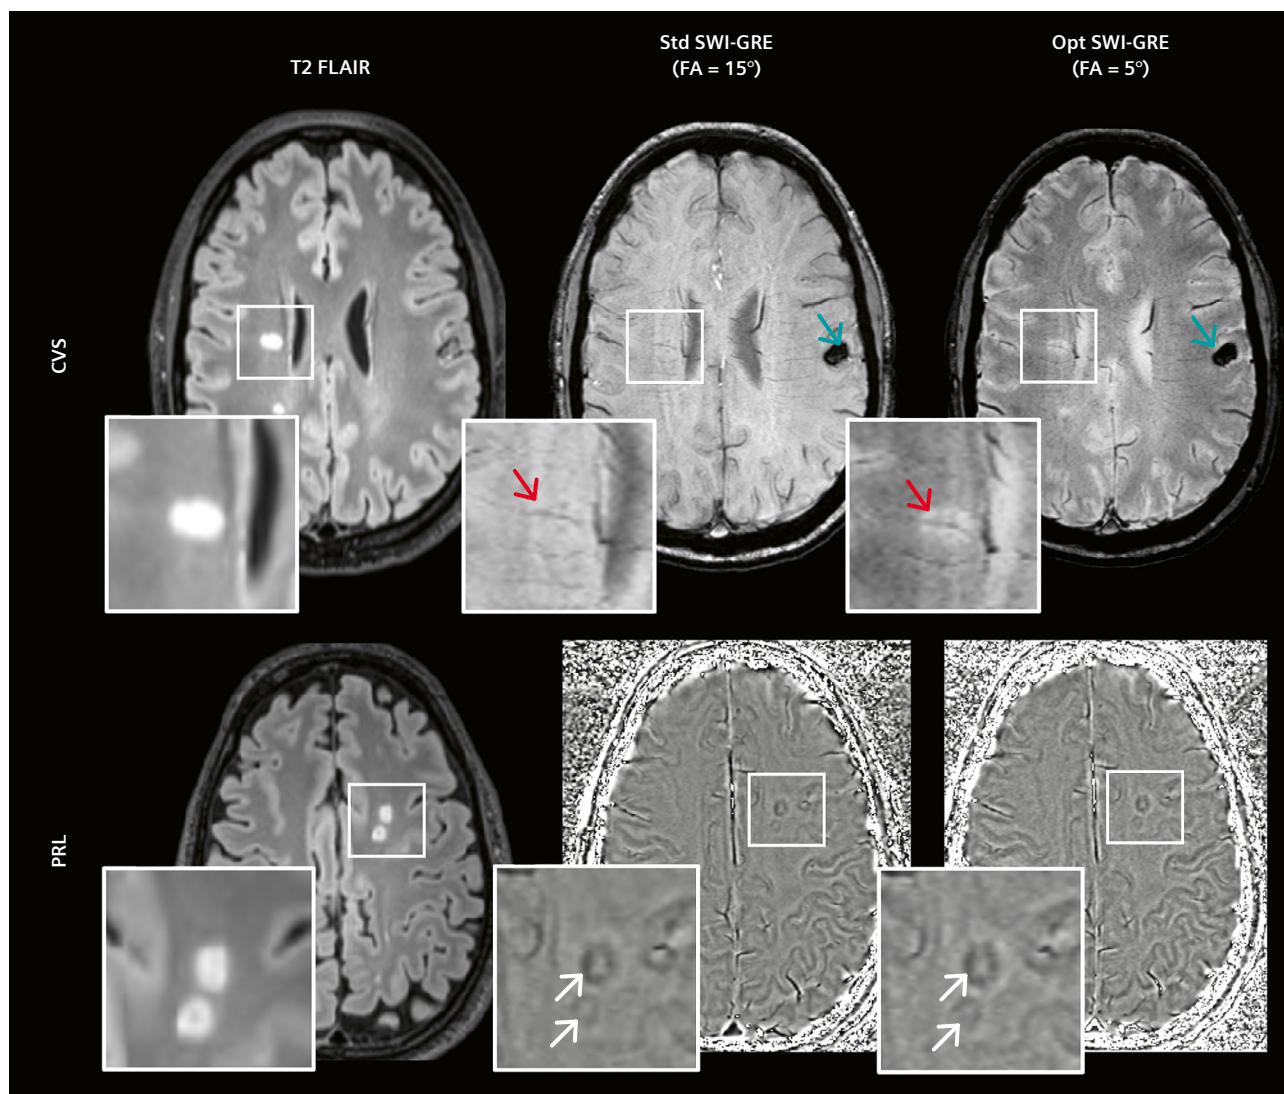 T2 FLAIR
Std SWI-GRE
(FA = 15°)
Opt SWI-GRE
(FA = 5°)
CVS
PRL